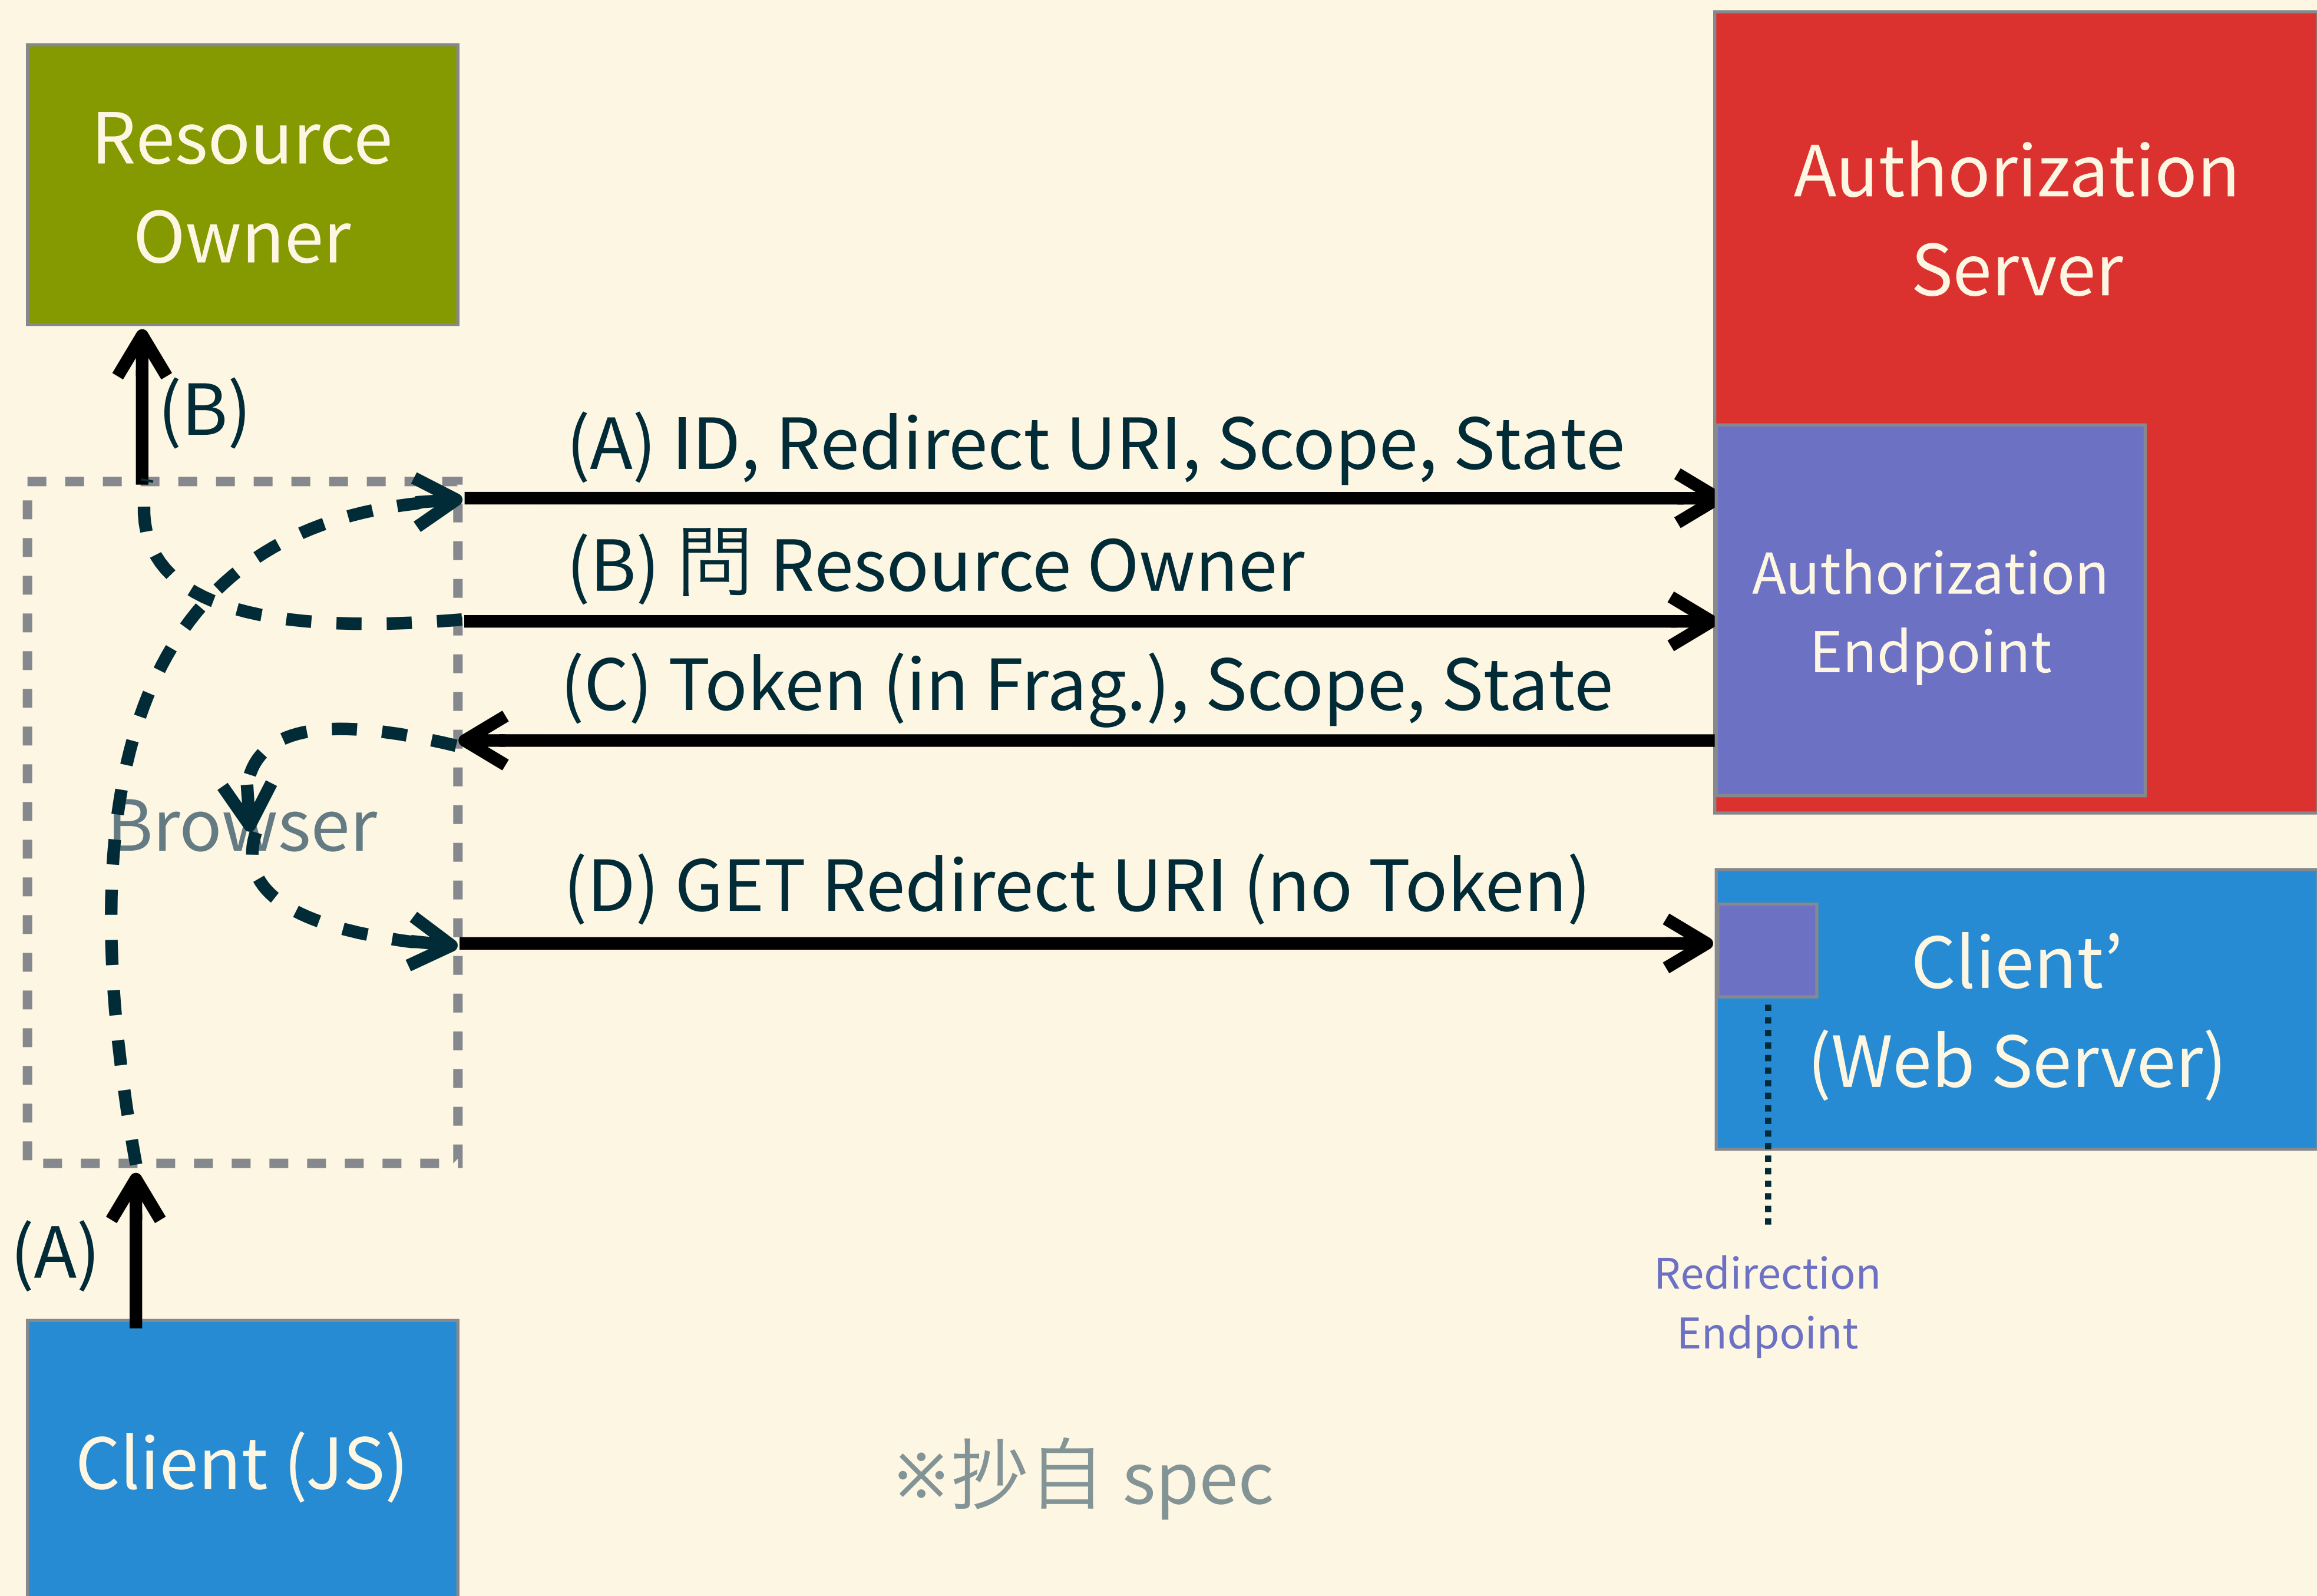 Resource
Owner
Authorization
Server
(B)
(A) ID, Redirect URI, Scope, State
(B) 問 Resource Owner
Authorization
Endpoint
(C) Token (in Frag.), Scope, State
Browser
(D) GET Redirect URI (no Token)
Client’
(Web Server)
(A)
Redirection
Endpoint
Client (JS)
※抄自 spec